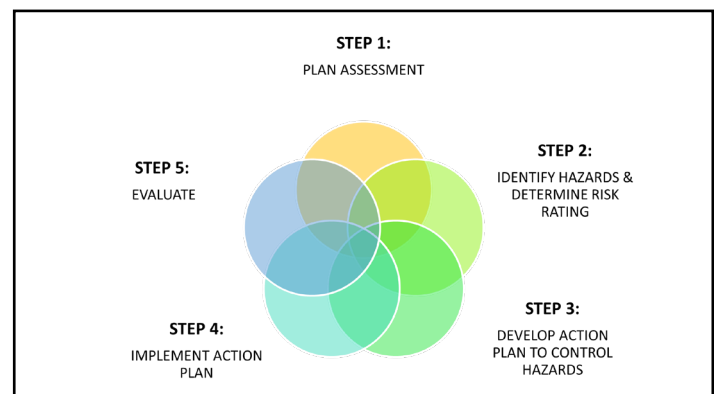 STEP 1:
PLAN ASSESSMENT
STEP 2:
IDENTIFY HAZARDS &
DETERMINE RISK
RATING
STEP 3:
DEVELOP ACTION
PLAN TO CONTROL
HAZARDS
STEP 4:
IMPLEMENT ACTION
PLAN
STEP 5:
EVALUATE